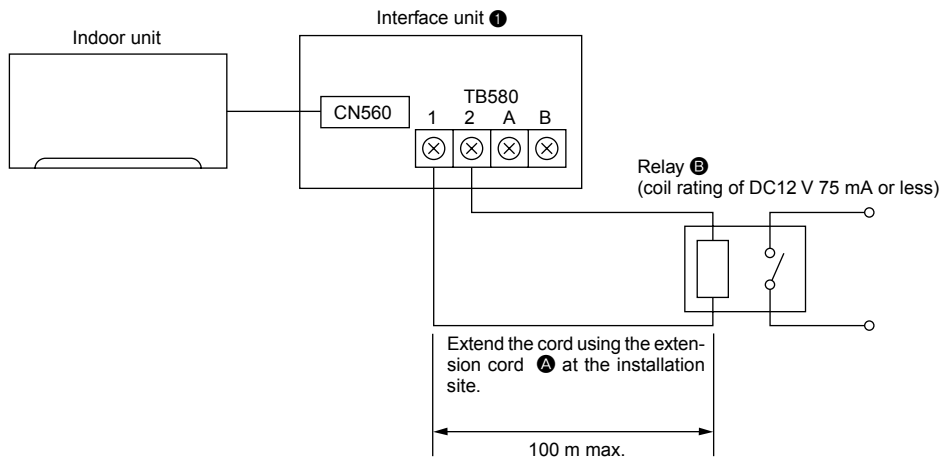 Interface unit ❶
Indoor unit
CN560
TB580
1 2 A B
Relay Ⓑ
(coil rating of DC12 V 75 mA or less)
Extend the cord using the exten-
sion cord Ⓐ at the installation
site.
100 m max.